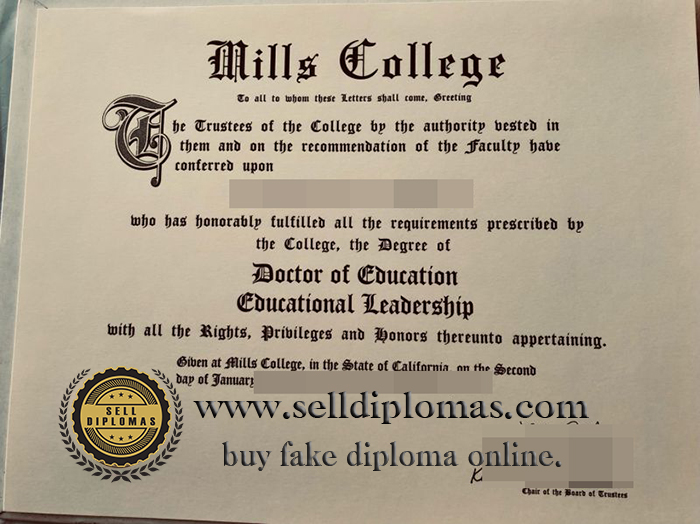 Mills College
To all to whom these Letters shall come, Greeting
The Trustees of the College by the authority vested in
them and on the recommendation of the Faculty have
conferred upon
who has honorably fulfilled all the requirements prescribed by
the College, the Degree of
Doctor of Education
Educational Leadership
with all the Rights, Privileges and Honors thereunto appertaining.
Given at Mills College, in the State of California, on the Second
day of January
SELL
DIPLOMAS
www.selldiplomas.com
buy fake diploma online.
Chair of the Board of Trustees